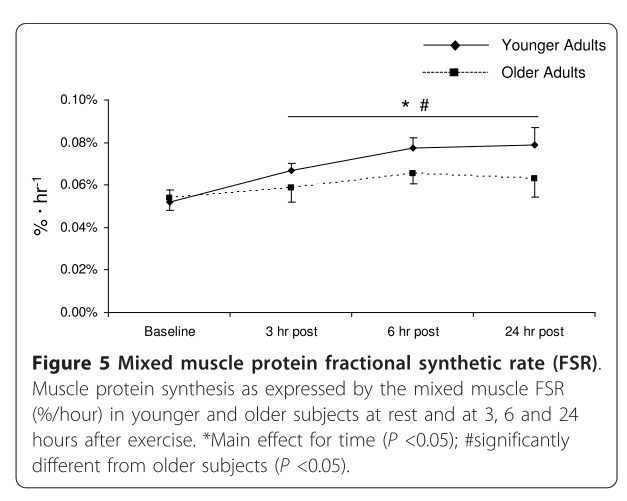 Younger Adults
Older Adults
0.10%
* #
0.08%
0.06%
0.04%
0.02%
0.00%
% · hr-1
Baseline 3 hr post 6 hr post 24 hr post
Figure 5 Mixed muscle protein fractional synthetic rate (FSR).
Muscle protein synthesis as expressed by the mixed muscle FSR
(%/hour) in younger and older subjects at rest and at 3, 6 and 24
hours after exercise. *Main effect for time (P <0.05); #significantly
different from older subjects (P <0.05).